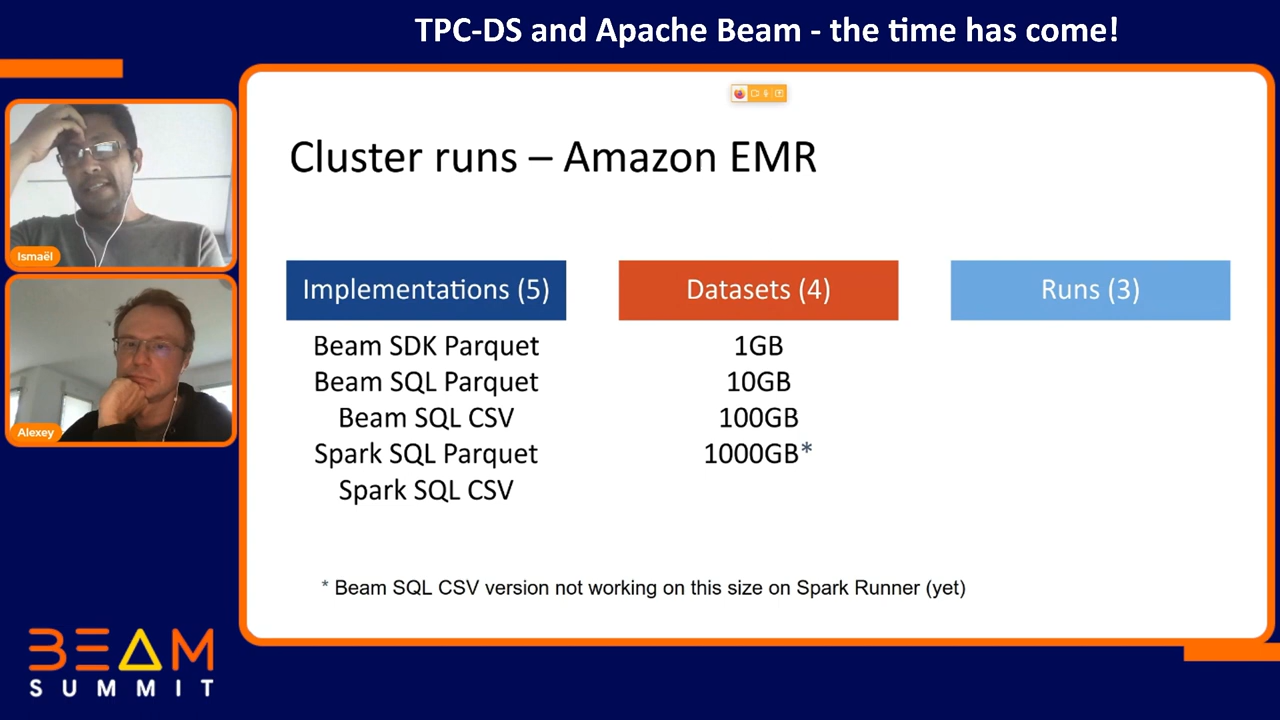 TPC-DS and Apache Beam - the time has come!
Ismaël
Alexey
Cluster runs – Amazon EMR
Implementations (5)
Beam SDK Parquet
Beam SQL Parquet
Beam SQL CSV
Spark SQL Parquet
Spark SQL CSV
Datasets (4)
1GB
10GB
100GB
1000GB*
Runs (3)
* Beam SQL CSV version not working on this size on Spark Runner (yet)
BEAM
SUMMIT